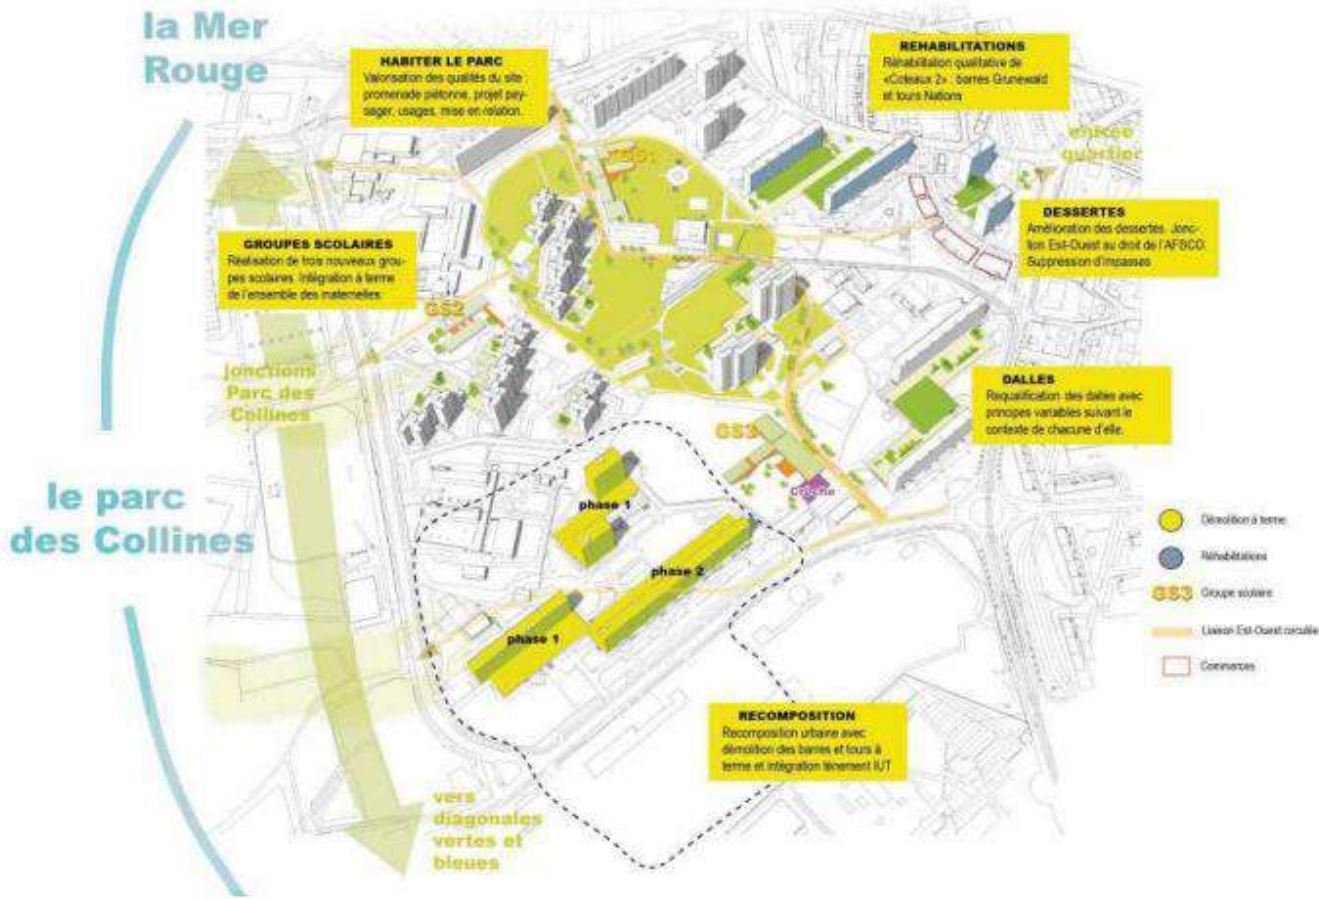 la Mer
Rouge
HABITER LE PARC
Valorisation des qualités du site :
promenade piétonne, projet pay-
sager, usages, mise en relation.
REHABILITATIONS
Réhabilitation qualitative de
«Coteaux 2» : barres Grunewald
et tours Nations
entrée
quartier
GS1
GROUPES SCOLAIRES
Réalisation de trois nouveaux grou-
pes scolaires. Intégration à terme
de l'ensemble des maternelles
DESSERTES
Amélioration des dessertes. Jonc-
tion Est-Ouest au droit de l'AFSCO.
Suppression d'impasses
GS2
jonctions
Parc des
Collines
DALLES
Requalification des dalles avec
principes variables suivant le
contexte de chacune d'elle.
GS3
Crèche
le parc
des Collines
phase 1
phase 2
phase 1
Démolition à terme
Réhabilitations
GS3 Groupe scolaire
Liaison Est-Ouest circulée
Commerces
RECOMPOSITION
Recomposition urbaine avec
démolition des barres et tours à
terme et intégration tènement IUT
vers
diagonales
vertes et
bleues